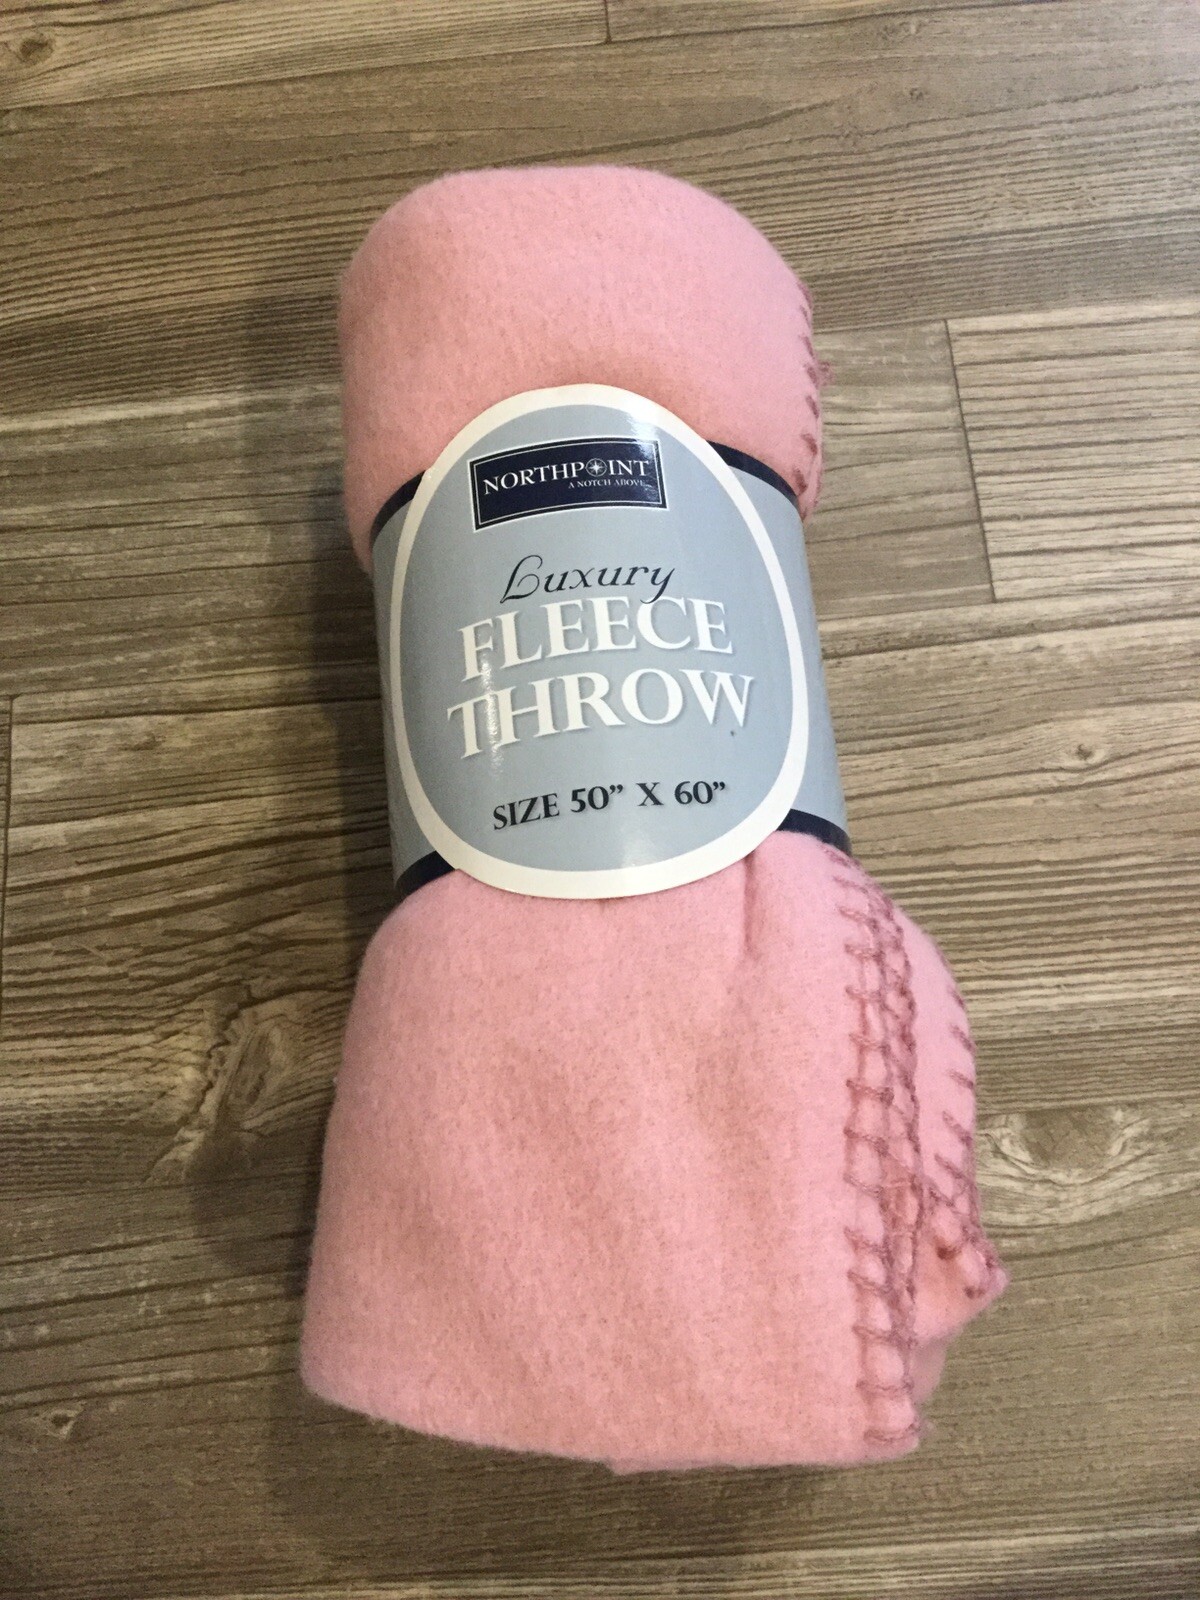 NORTHPOINT
A NOTCH ABOVE
Luxury
FLEECE
THROW
SIZE 50” X 60”